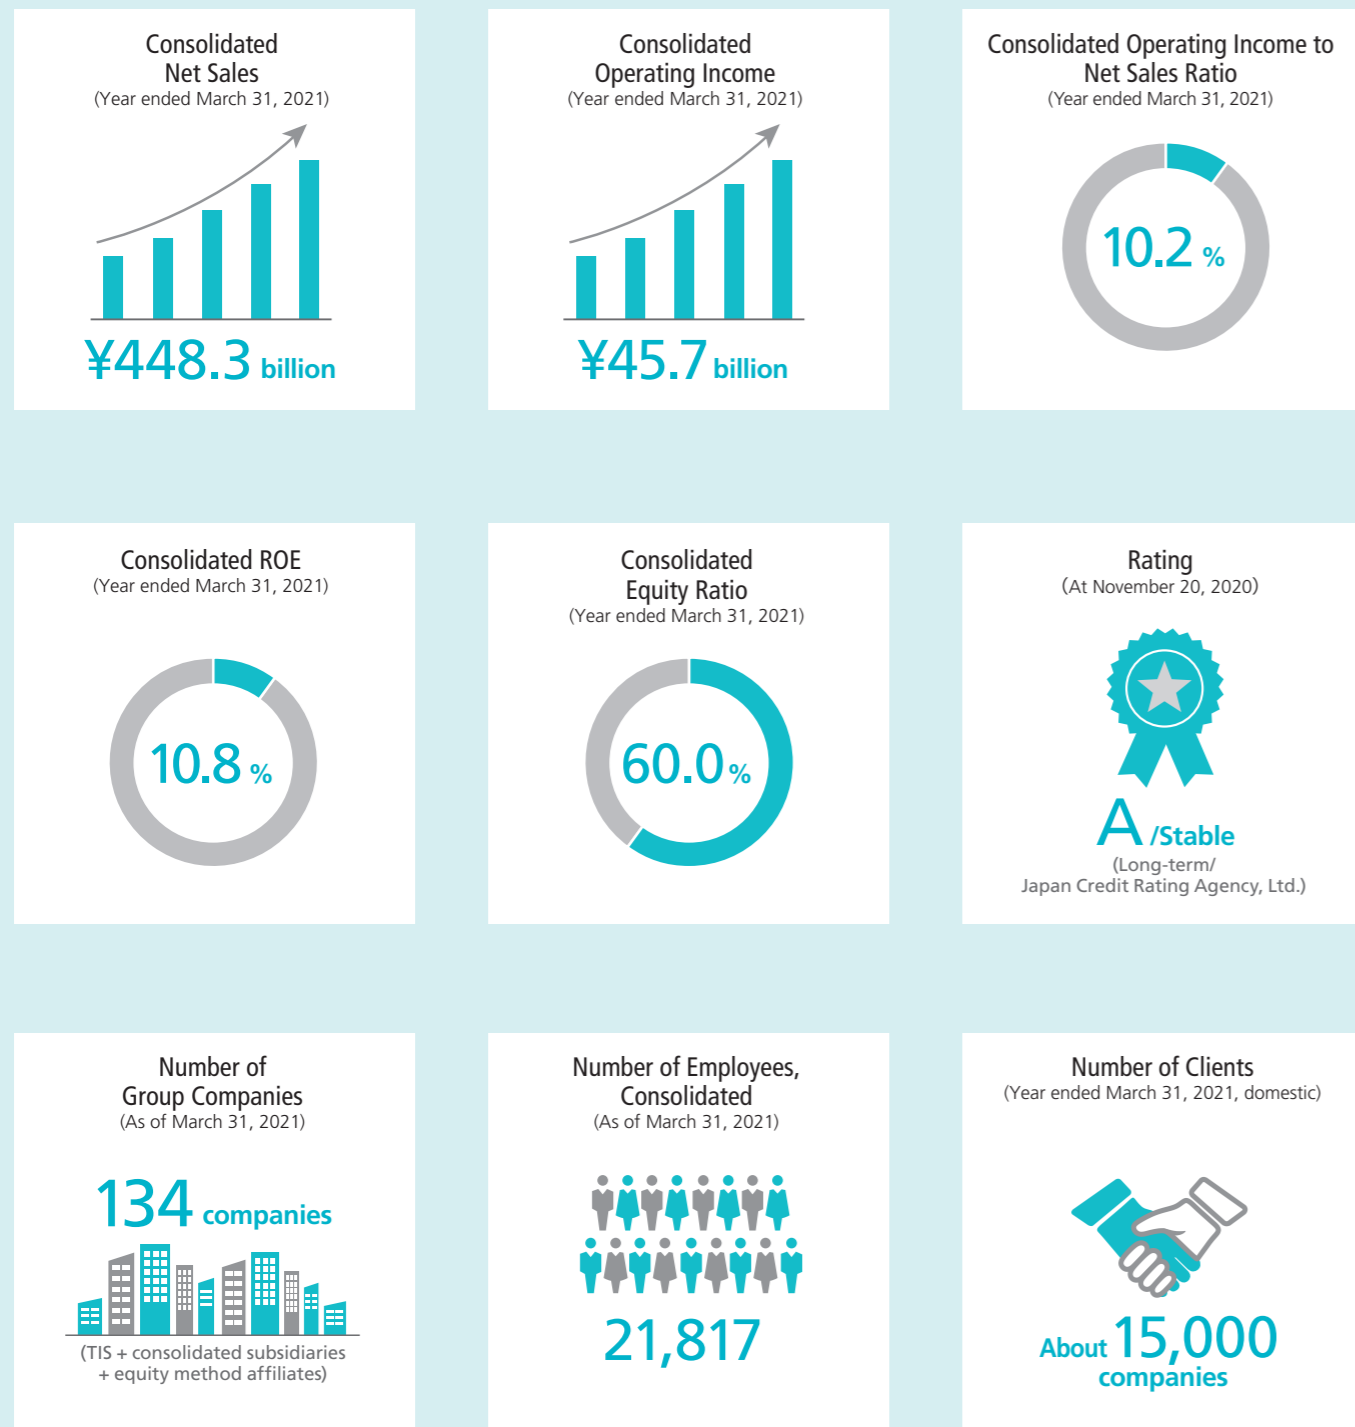 Consolidated
Net Sales
(Year ended March 31, 2021)
¥448.3 billion
Consolidated
Operating Income
(Year ended March 31, 2021)
¥45.7 billion
Consolidated Operating Income to
Net Sales Ratio
(Year ended March 31, 2021)
10.2 %
Consolidated ROE
(Year ended March 31, 2021)
10.8 %
Consolidated
Equity Ratio
(Year ended March 31, 2021)
60.0 %
Rating
(At November 20, 2020)
A /Stable
(Long-term/
Japan Credit Rating Agency, Ltd.)
Number of
Group Companies
(As of March 31, 2021)
134 companies
(TIS + consolidated subsidiaries
+ equity method affiliates)
Number of Employees,
Consolidated
(As of March 31, 2021)
21,817
Number of Clients
(Year ended March 31, 2021, domestic)
About 15,000
companies